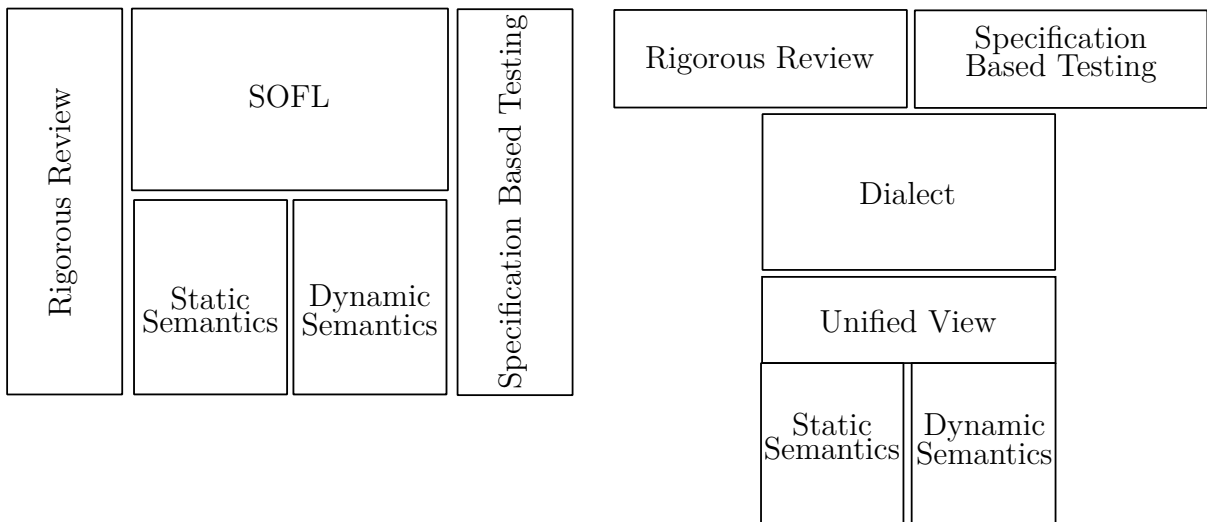 Rigorous Review
SOFL
Static
Semantics
Dynamic
Semantics
Specification Based Testing
Rigorous Review
Specification
Based Testing
Dialect
Unified View
Static
Semantics
Dynamic
Semantics